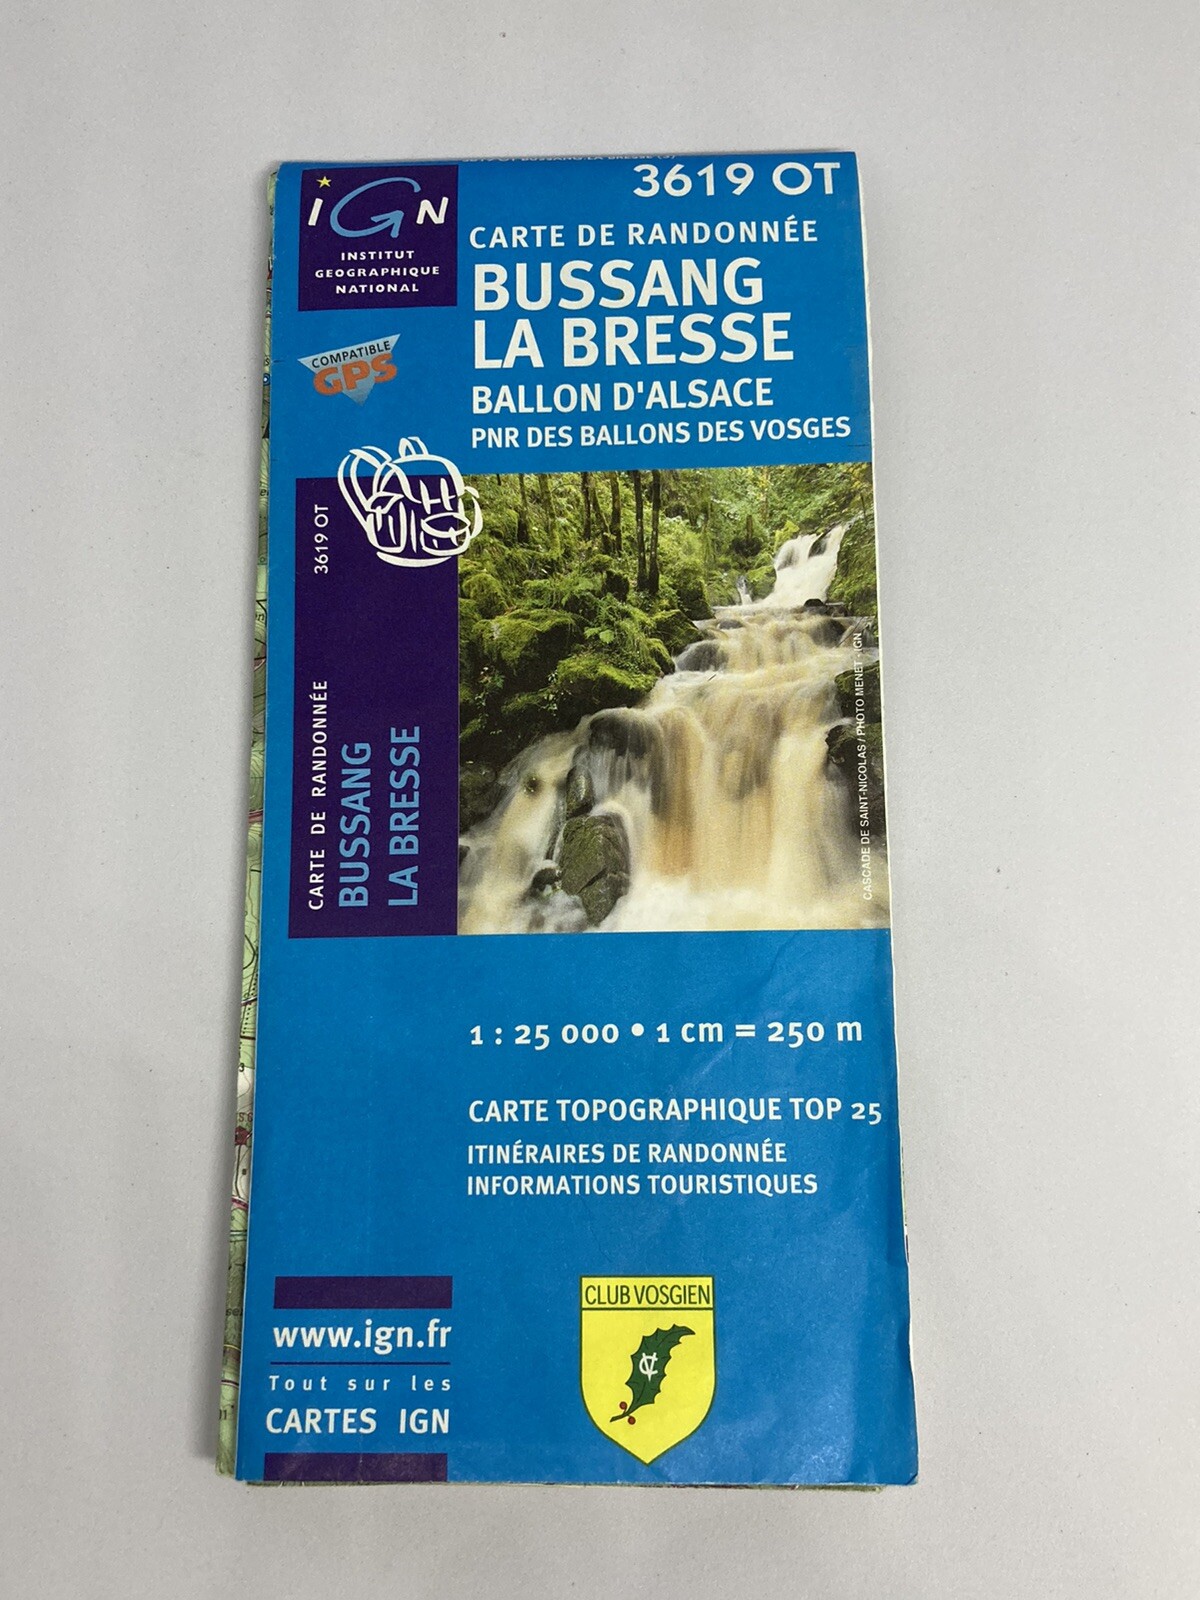 3619 OT
IGN
INSTITUT
GEOGRAPHIQUE
NATIONAL
CARTE DE RANDONNÉE
BUSSANG
LA BRESSE
BALLON D'ALSACE
PNR DES BALLONS DES VOSGES
COMPATIBLE
GPS
3619 OT
CARTE DE RANDONNÉE
BUSSANG
LA BRESSE
CASCADE DE SAINT-NICOLAS / PHOTO MENET - IGN
1 : 25 000 • 1 cm = 250 m
CARTE TOPOGRAPHIQUE TOP 25
ITINÉRAIRES DE RANDONNÉE
INFORMATIONS TOURISTIQUES
www.ign.fr
Tout sur les
CARTES IGN
CLUB VOSGIEN
CV